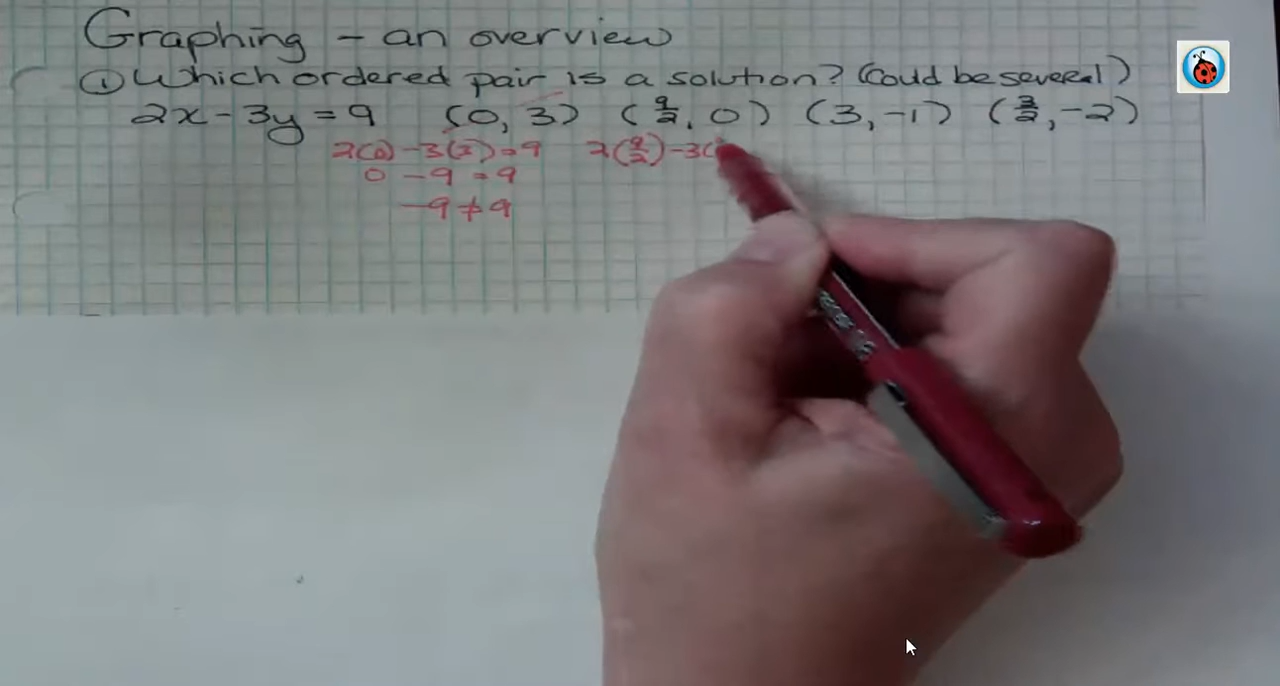 Graphing - an overview
① Which ordered pair is a solution? (Could be several)
2x - 3y = 9 (0, 3) (9/2, 0) (3, -1) (3/2, -2)
2(0) - 3(3) = 9 2(9/2) - 3(
0 - 9 = 9
-9 ≠ 9